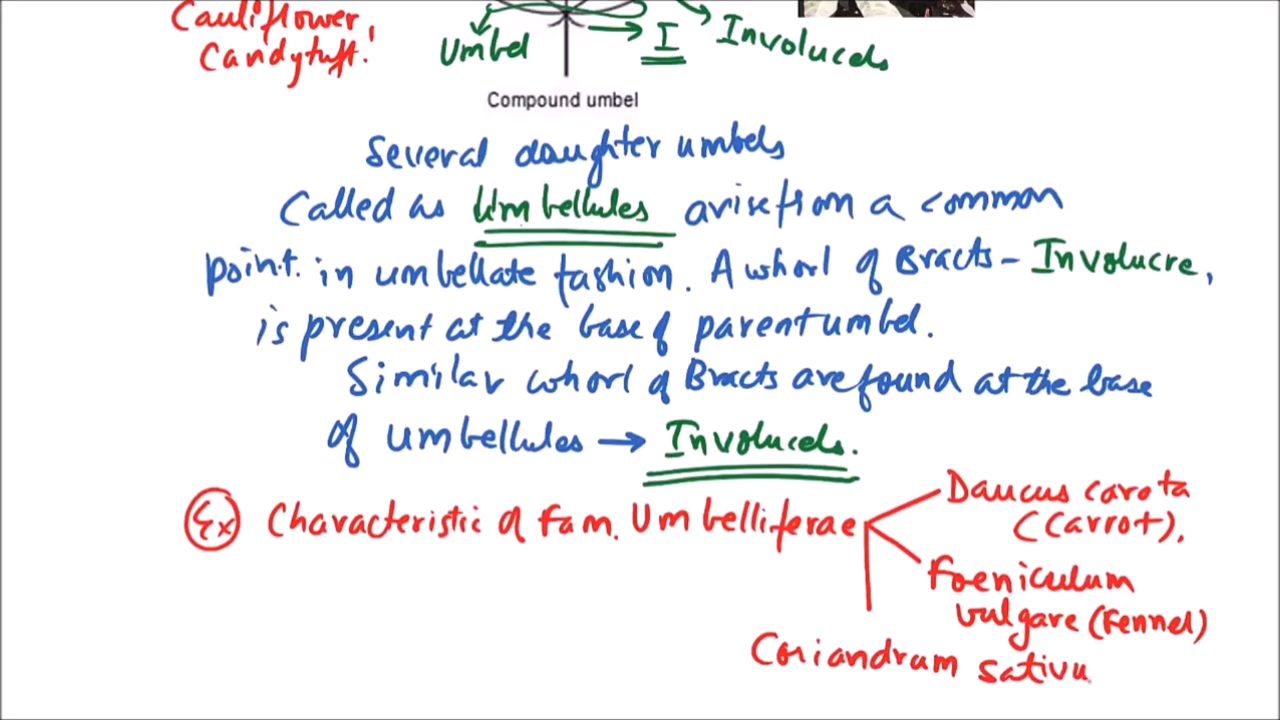 Cauliflower,
Candytuft!
Umbel
I
Involucels
Compound umbel
Several daughter umbels
Called as Umbellules arise from a common
point in umbellate fashion. A whorl of Bracts - Involucre,
is present at the base of parent umbel.
Similar whorl of Bracts are found at the base
of umbellules → Involucels.
Ex Characteristic of Fam. Umbelliferae
Daucus carota
(Carrot),
Foeniculum
vulgare (Fennel)
Coriandrum sativu